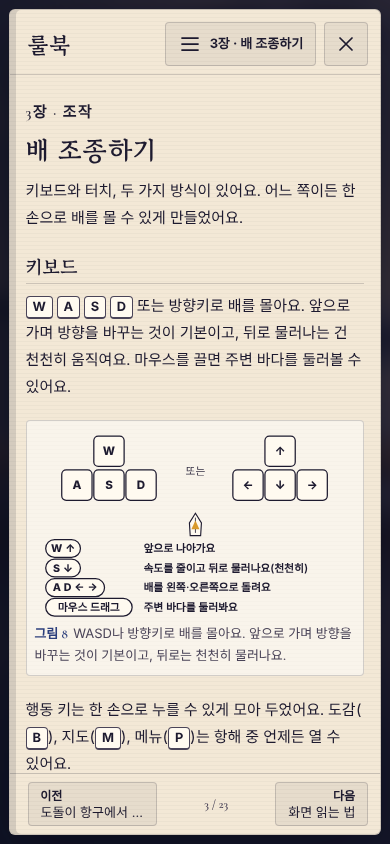 룰북
3장 · 배 조종하기
3장 · 조작
배 조종하기
키보드와 터치, 두 가지 방식이 있어요. 어느 쪽이든 한
손으로 배를 몰 수 있게 만들었어요.
키보드
W A S D 또는 방향키로 배를 몰아요. 앞으로
가며 방향을 바꾸는 것이 기본이고, 뒤로 물러나는 건
천천히 움직여요. 마우스를 끌면 주변 바다를 둘러볼 수
있어요.
W ↑
A S D 또는 ← ↓ →
W ↑ 앞으로 나아가요
S ↓ 속도를 줄이고 뒤로 물러나요(천천히)
A D ← → 배를 왼쪽·오른쪽으로 돌려요
마우스 드래그 주변 바다를 둘러봐요
그림 8 WASD나 방향키로 배를 몰아요. 앞으로 가며 방향을
바꾸는 것이 기본이고, 뒤로는 천천히 물러나요.
행동 키는 한 손으로 누를 수 있게 모아 두었어요. 도감(
B), 지도(M), 메뉴(P)는 항해 중 언제든 열 수
있어요.
이전
도돌이 항구에서 ...
3 / 23
다음
화면 읽는 법